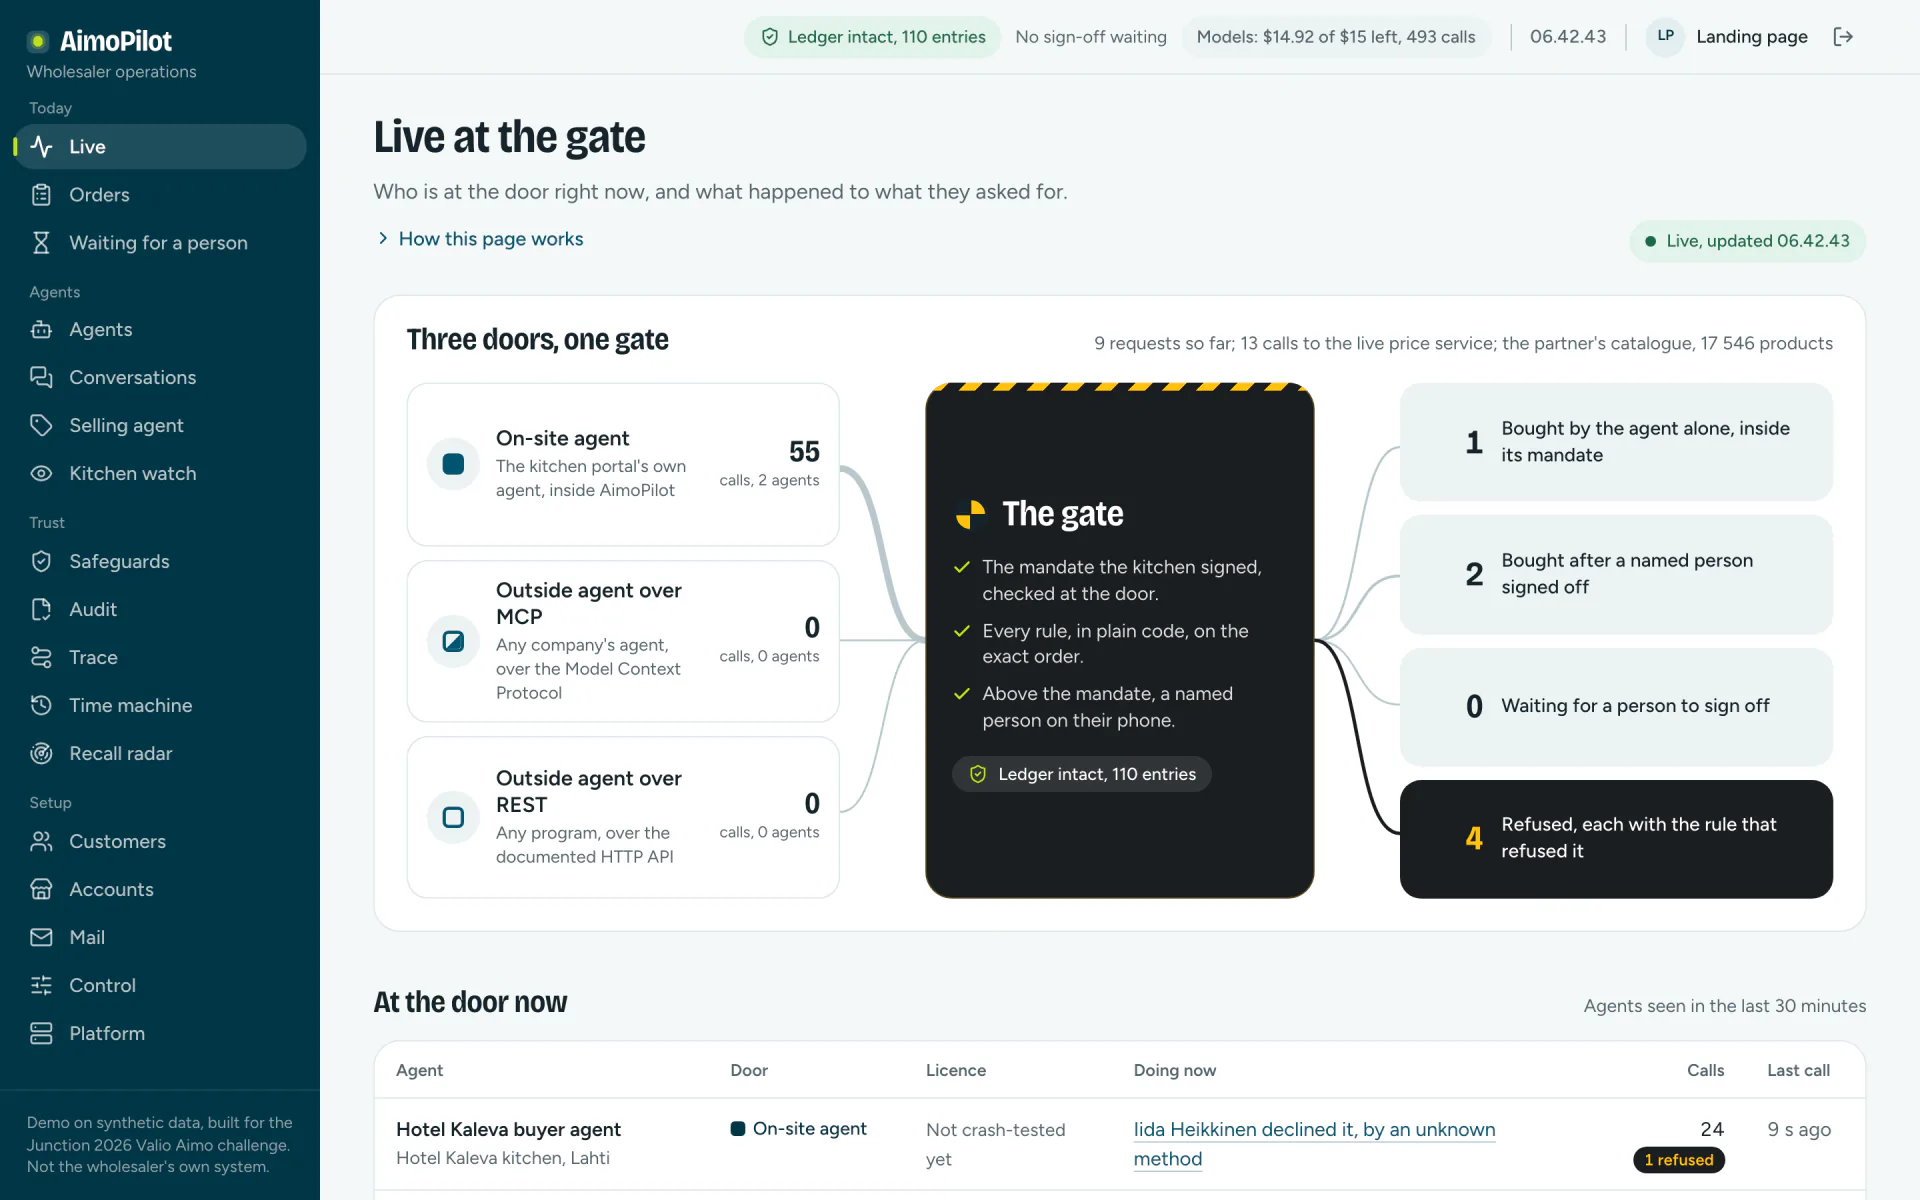 AimoPilot
Wholesaler operations
Today
Live
Orders
Waiting for a person
Agents
Agents
Conversations
Selling agent
Kitchen watch
Trust
Safeguards
Audit
Trace
Time machine
Recall radar
Setup
Customers
Accounts
Mail
Control
Platform
Demo on synthetic data, built for the
Junction 2026 Valio Aimo challenge.
Not the wholesaler's own system.
Ledger intact, 110 entries
No sign-off waiting
Models: $14.92 of $15 left, 493 calls
06.42.43
LP
Landing page
Live at the gate
Who is at the door right now, and what happened to what they asked for.
How this page works
Live, updated 06.42.43
Three doors, one gate
9 requests so far; 13 calls to the live price service; the partner's catalogue, 17 546 products
On-site agent
The kitchen portal's own
agent, inside AimoPilot
55
calls, 2 agents
Outside agent over
MCP
Any company's agent,
over the Model Context
Protocol
0
calls, 0 agents
Outside agent over
REST
Any program, over the
documented HTTP API
0
calls, 0 agents
The gate
The mandate the kitchen signed,
checked at the door.
Every rule, in plain code, on the
exact order.
Above the mandate, a named
person on their phone.
Ledger intact, 110 entries
1
Bought by the agent alone, inside
its mandate
2
Bought after a named person
signed off
0
Waiting for a person to sign off
4
Refused, each with the rule that
refused it
At the door now
Agents seen in the last 30 minutes
Agent
Door
Licence
Doing now
Calls
Last call
Hotel Kaleva buyer agent
Hotel Kaleva kitchen, Lahti
On-site agent
Not crash-tested
yet
Iida Heikkinen declined it, by an unknown
method
24
1 refused
9 s ago